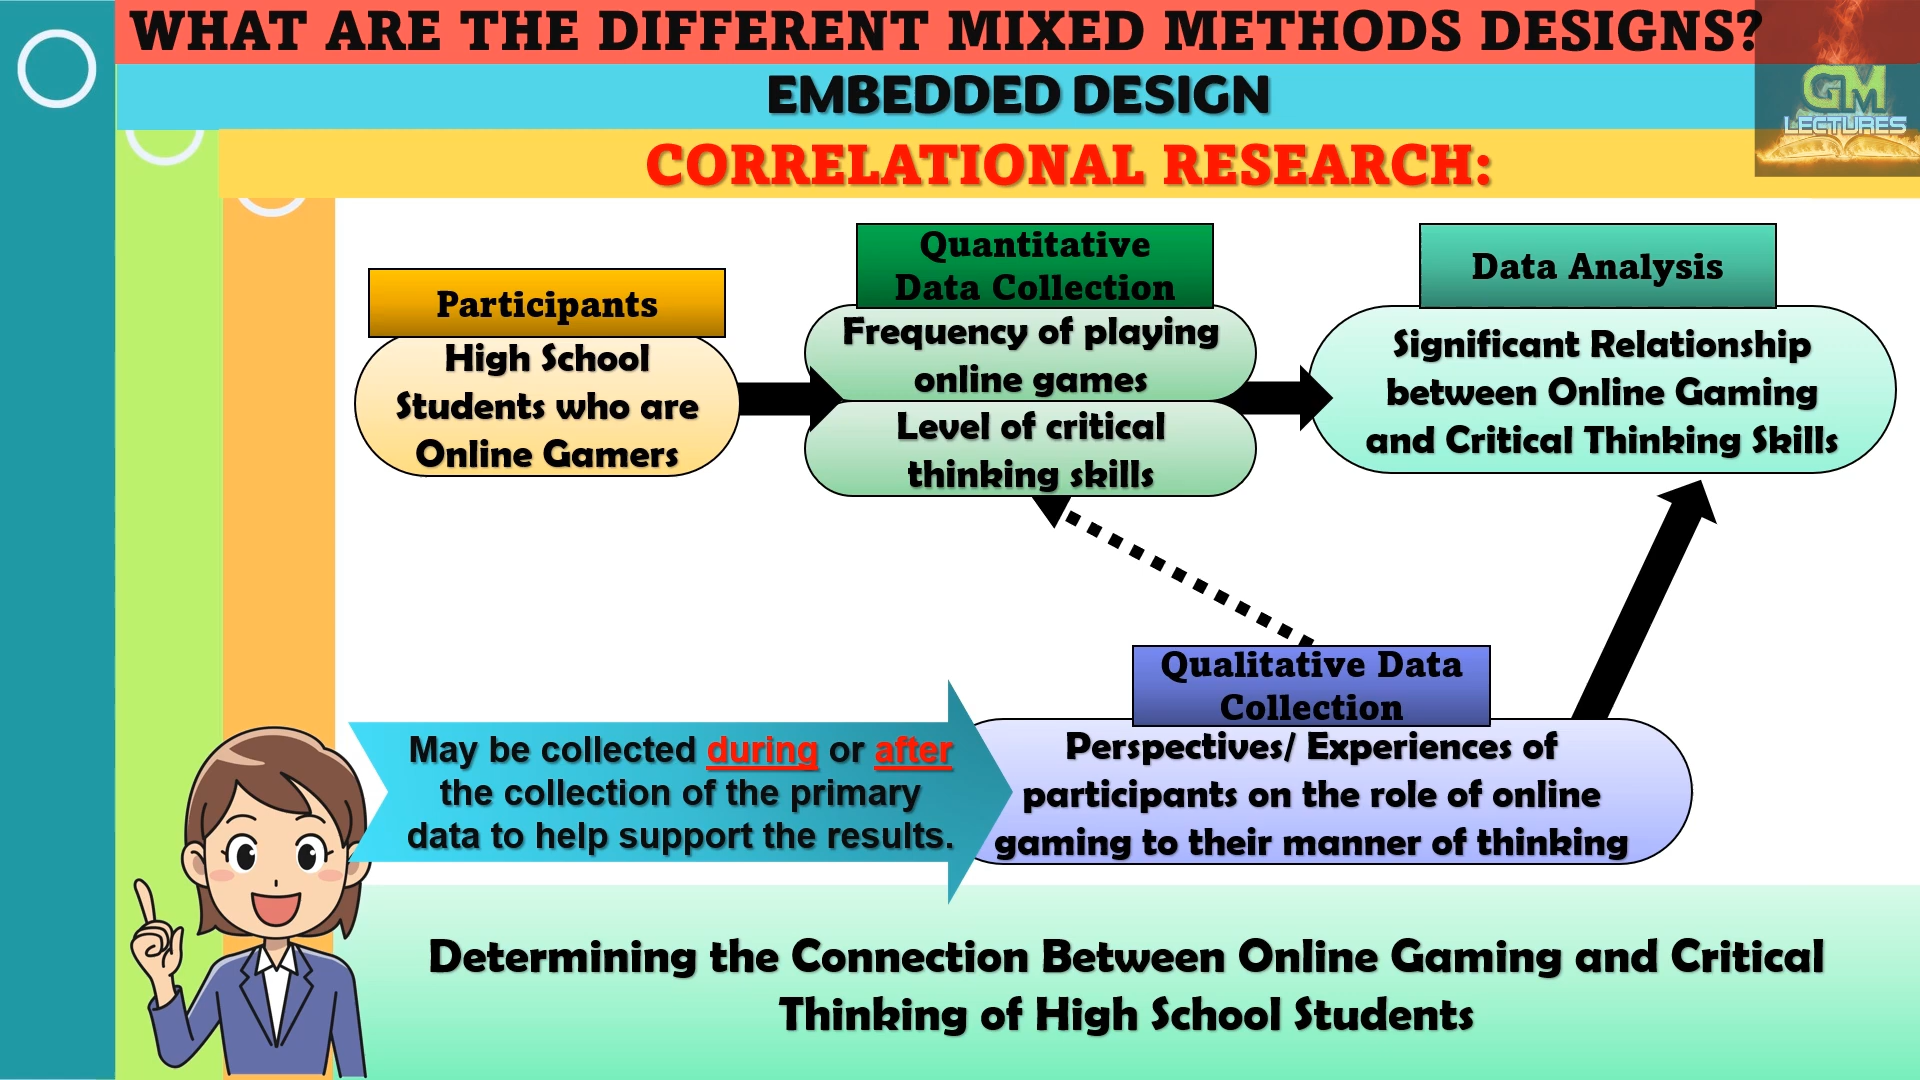 WHAT ARE THE DIFFERENT MIXED METHODS DESIGNS?
GM
LECTURES
EMBEDDED DESIGN
CORRELATIONAL RESEARCH:
Participants
High School
Students who are
Online Gamers
Quantitative
Data Collection
Frequency of playing
online games
Level of critical
thinking skills
Data Analysis
Significant Relationship
between Online Gaming
and Critical Thinking Skills
Qualitative Data
Collection
Perspectives/ Experiences of
participants on the role of online
gaming to their manner of thinking
May be collected during or after
the collection of the primary
data to help support the results.
Determining the Connection Between Online Gaming and Critical
Thinking of High School Students